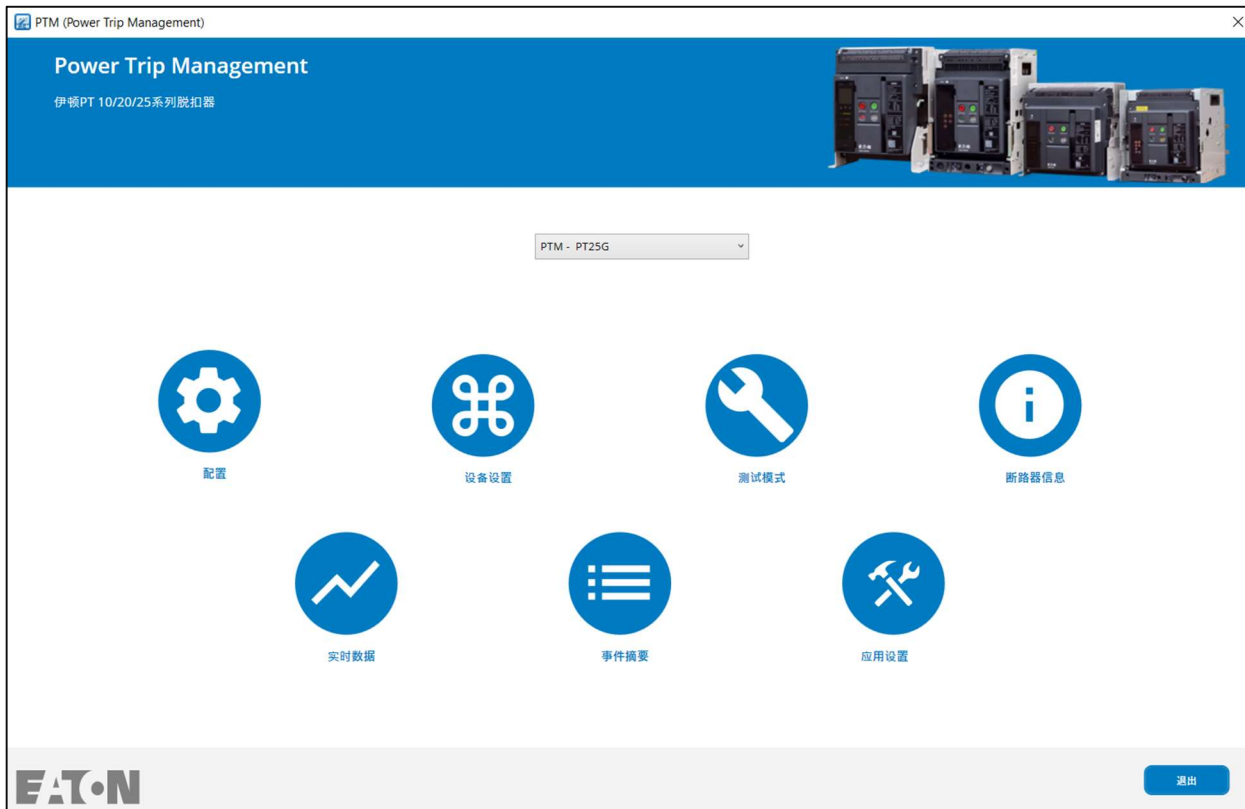 PTM (Power Trip Management)
Power Trip Management
伊顿PT 10/20/25系列脱扣器
PTM - PT25G
配置
设备设置
测试模式
断路器信息
实时数据
事件摘要
应用设置
EATON
退出